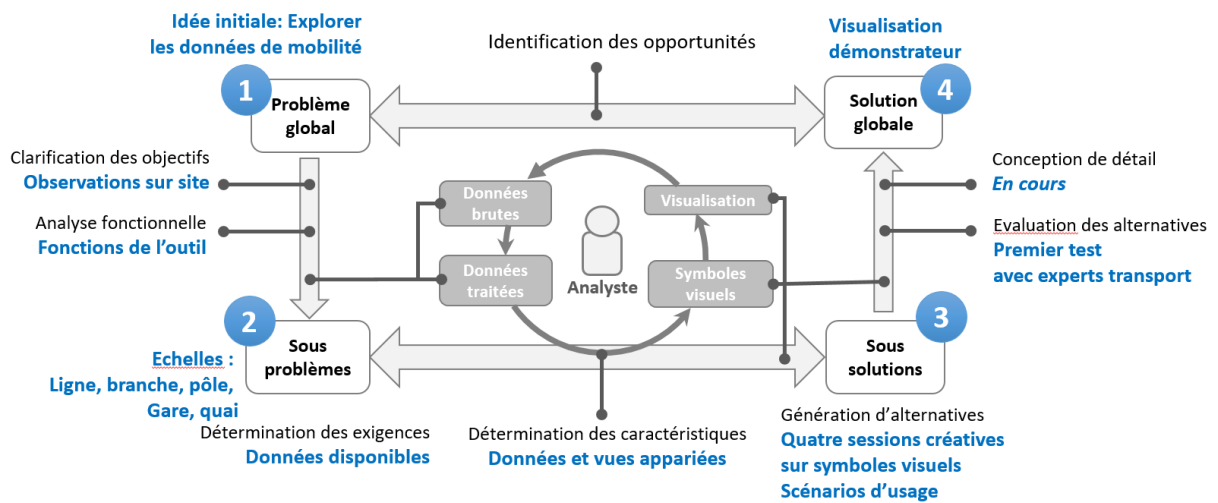 Idée initiale: Explorer
les données de mobilité
Identification des opportunités
Visualisation
démonstrateur
1
Problème
global
4
Solution
globale
Clarification des objectifs
Observations sur site
Analyse fonctionnelle
Fonctions de l’outil
Données
brutes
Données
traitées
Analyste
Visualisation
Symboles
visuels
Conception de détail
En cours
Evaluation des alternatives
Premier test
avec experts transport
2
Sous
problèmes
3
Sous
solutions
Echelles :
Ligne, branche, pôle,
Gare, quai
Détermination des exigences
Données disponibles
Détermination des caractéristiques
Données et vues appariées
Génération d’alternatives
Quatre sessions créatives
sur symboles visuels
Scénarios d’usage